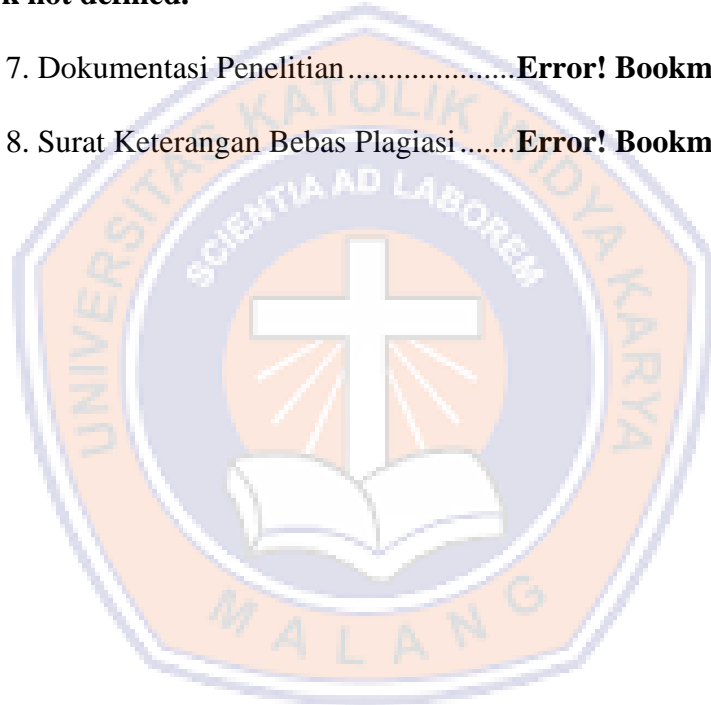 k not defined.
7. Dokumentasi Penelitian....................Error! Bookm
8. Surat Keterangan Bebas Plagiasi.......Error! Bookm
UNIVERSITAS KATOLIK WIDYA KARYA
SCIENTIA AD LABOREM
MALANG